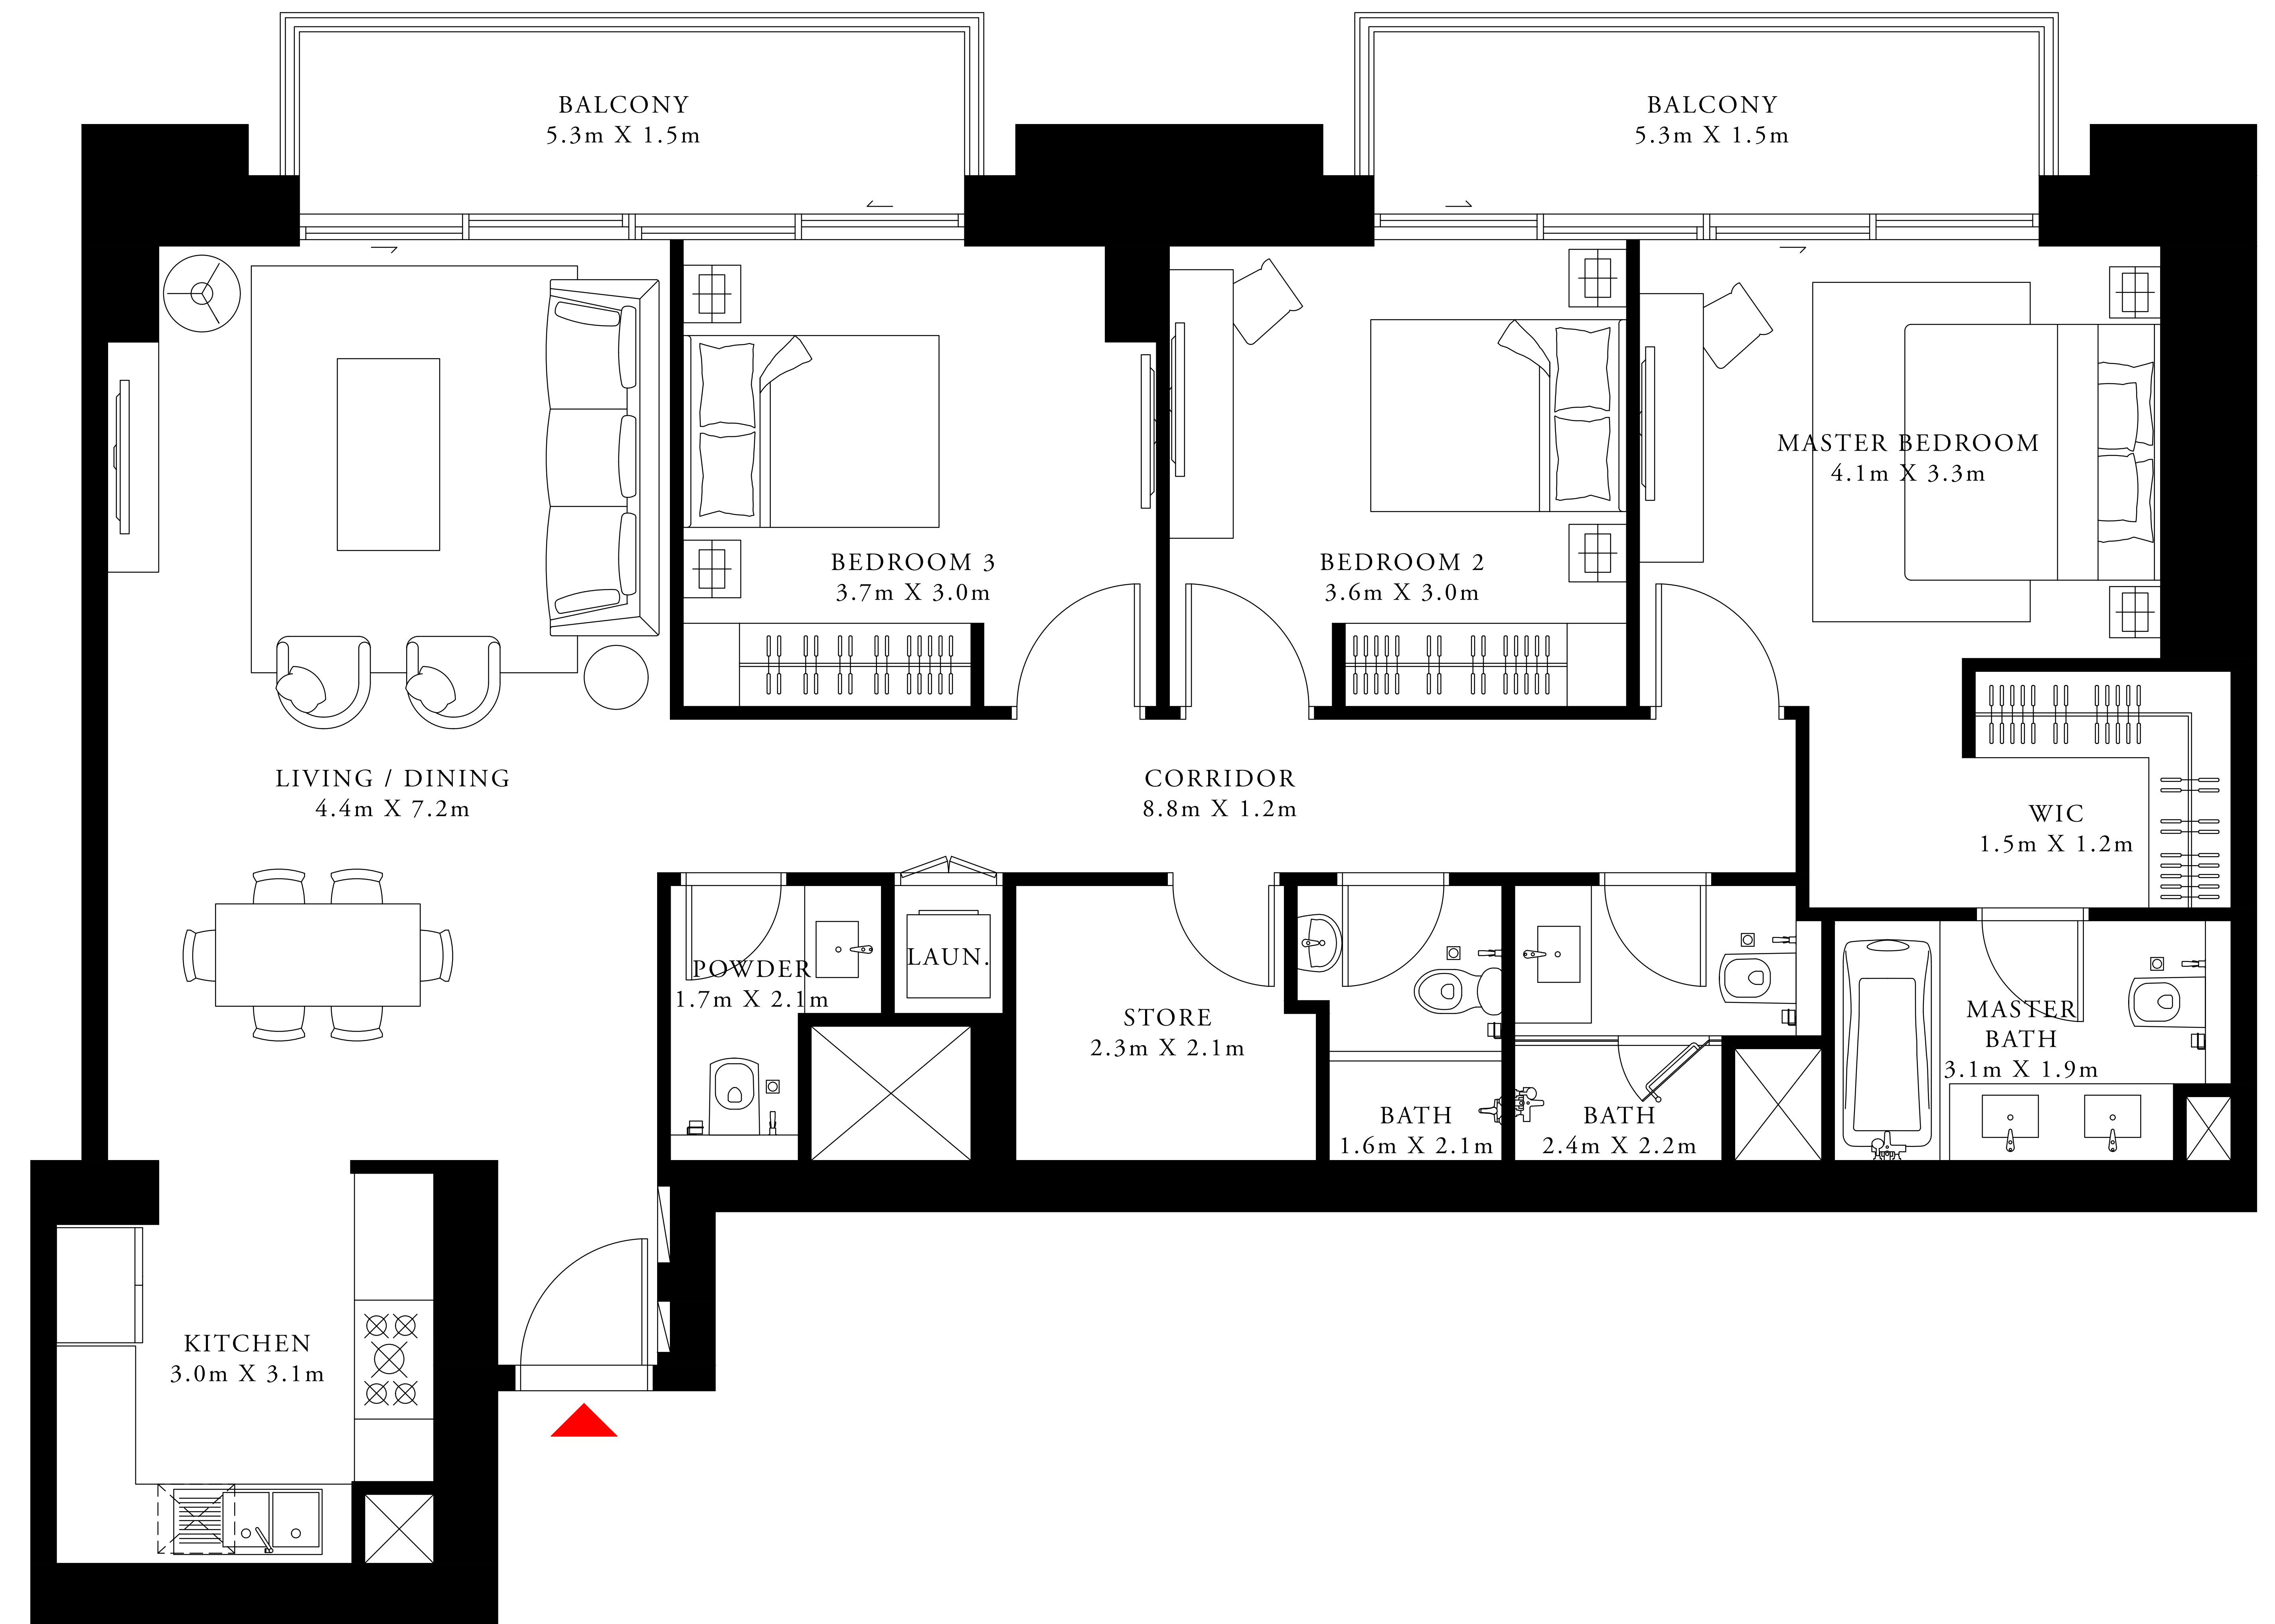 BALCONY
5.3m X 1.5m
BALCONY
5.3m X 1.5m
MASTER BEDROOM
4.1m X 3.3m
BEDROOM 3
3.7m X 3.0m
BEDROOM 2
3.6m X 3.0m
LIVING / DINING
4.4m X 7.2m
CORRIDOR
8.8m X 1.2m
WIC
1.5m X 1.2m
POWDER
1.7m X 2.1m
LAUN.
STORE
2.3m X 2.1m
BATH
1.6m X 2.1m
BATH
2.4m X 2.2m
MASTER
BATH
3.1m X 1.9m
KITCHEN
3.0m X 3.1m